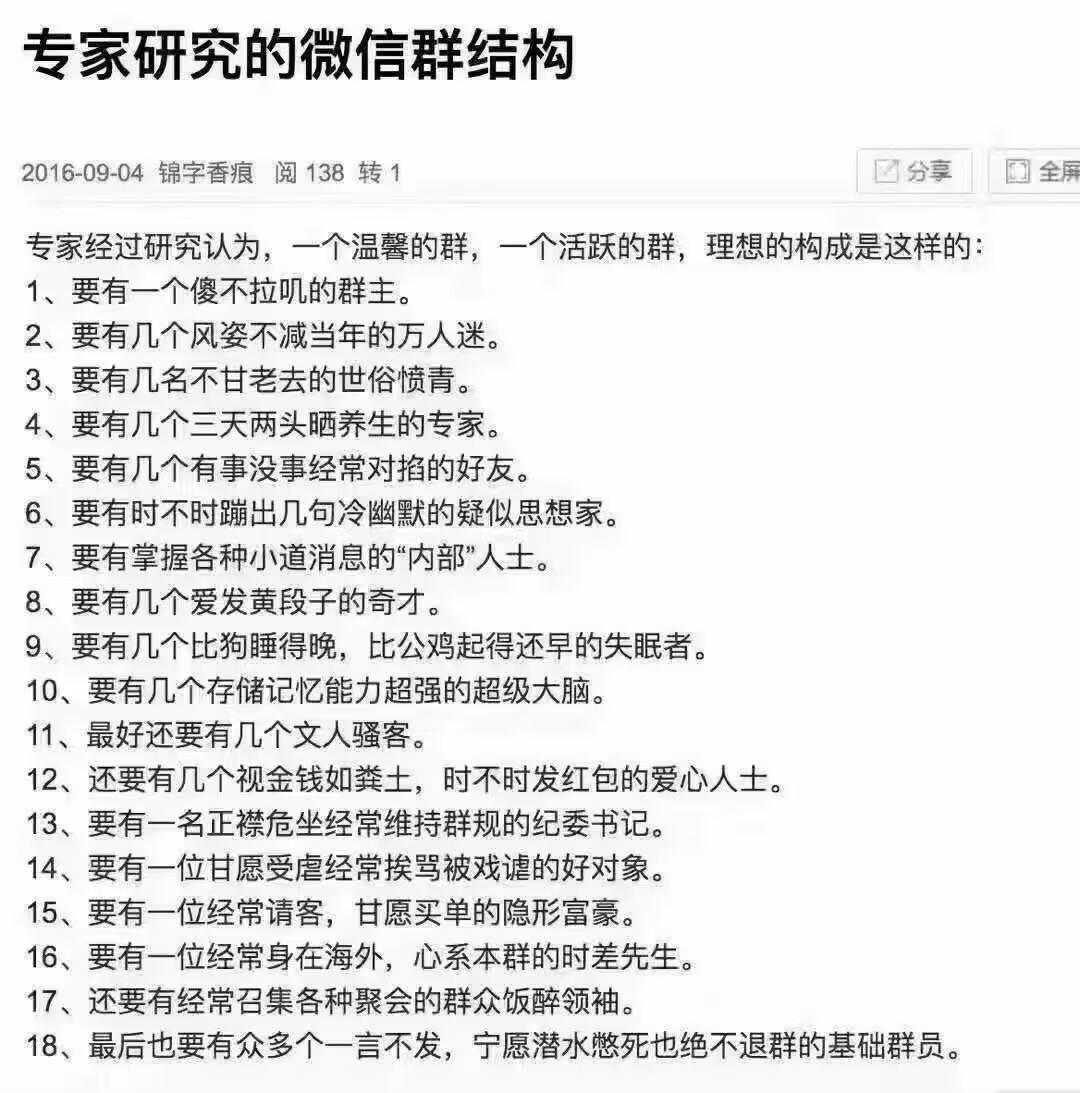 专家研究的微信群结构
2016-09-04 锦字香痕 阅 138 转 1
分享
全屏
专家经过研究认为，一个温馨的群，一个活跃的群，理想的构成是这样的：
1、要有一个傻不拉叽的群主。
2、要有几个风姿不减当年的万人迷。
3、要有几名不甘老去的世俗愤青。
4、要有几个三天两头晒养生的专家。
5、要有几个有事没事经常对掐的好友。
6、要有时不时蹦出几句冷幽默的疑似思想家。
7、要有掌握各种小道消息的“内部”人士。
8、要有几个爱发黄段子的奇才。
9、要有几个比狗睡得晚，比公鸡起得还早的失眠者。
10、要有几个存储记忆能力超强的超级大脑。
11、最好还要有几个文人骚客。
12、还要有几个视金钱如粪土，时不时发红包的爱心人士。
13、要有一名正襟危坐经常维持群规的纪委书记。
14、要有一位甘愿受虐经常挨骂被戏谑的好对象。
15、要有一位经常请客，甘愿买单的隐形富豪。
16、要有一位经常身在海外，心系本群的时差先生。
17、还要有经常召集各种聚会的群众饭醉领袖。
18、最后也要有众多个一言不发，宁愿潜水憋死也绝不退群的基础群员。